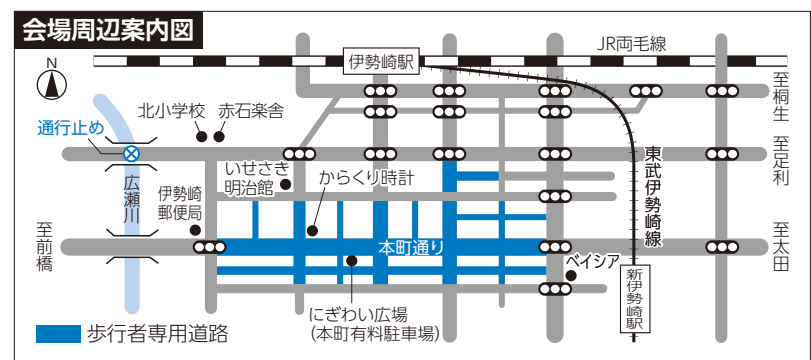 会場周辺案内図
JR両毛線
N
伊勢崎駅
至桐生
北小学校
赤石楽舎
通行止め
至足利
東武伊勢崎線
いせさき
明治館
からくり時計
広瀬川
伊勢崎
郵便局
至前橋
本町通り
至太田
ベイシア
新伊勢崎駅
にぎわい広場
(本町有料駐車場)
歩行者専用道路